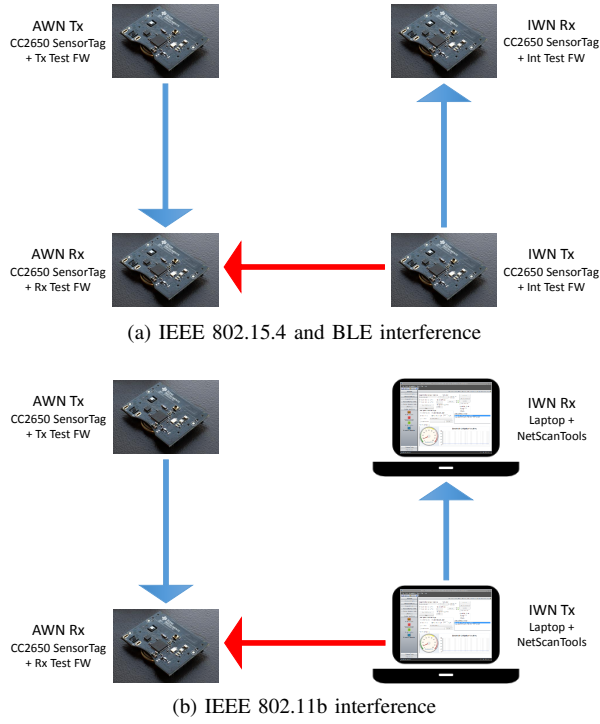 AWN Tx
CC2650 SensorTag
+ Tx Test FW
IWN Rx
CC2650 SensorTag
+ Int Test FW
AWN Rx
CC2650 SensorTag
+ Rx Test FW
IWN Tx
CC2650 SensorTag
+ Int Test FW
(a) IEEE 802.15.4 and BLE interference
AWN Tx
CC2650 SensorTag
+ Tx Test FW
IWN Rx
Laptop +
NetScanTools
AWN Rx
CC2650 SensorTag
+ Rx Test FW
IWN Tx
Laptop +
NetScanTools
(b) IEEE 802.11b interference